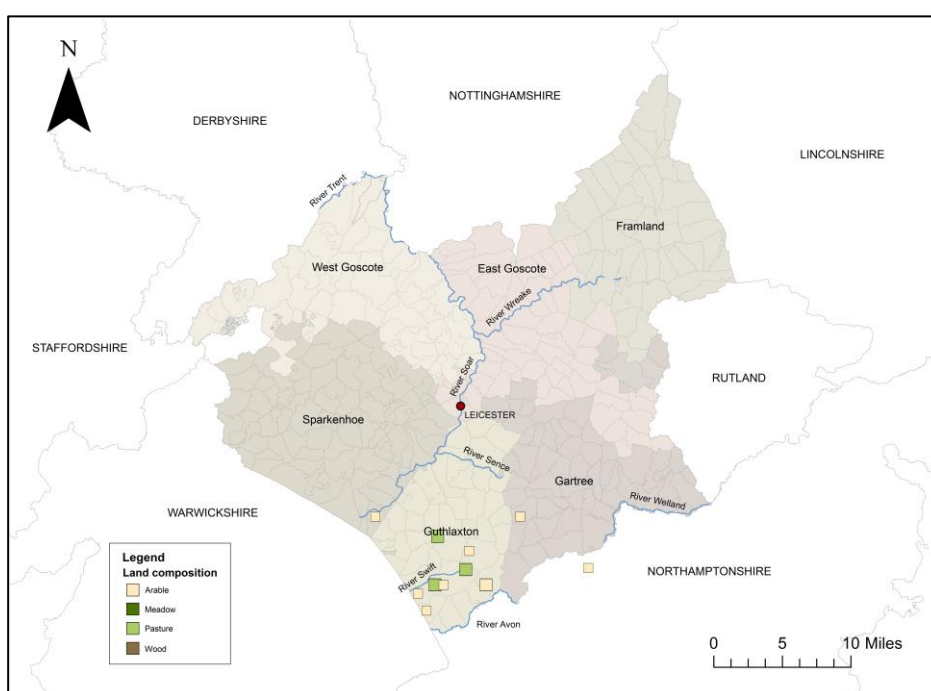 N
NOTTINGHAMSHIRE
DERBYSHIRE
LINCOLNSHIRE
River Trent
Framland
West Goscote
East Goscote
River Wreake
STAFFORDSHIRE
River Soar
RUTLAND
LEICESTER
Sparkenhoe
River Sence
Gartree
River Welland
WARWICKSHIRE
Guthlaxton
Legend
Land composition
Arable
Meadow
Pasture
Wood
River Swift
NORTHAMPTONSHIRE
River Avon
0 5 10 Miles